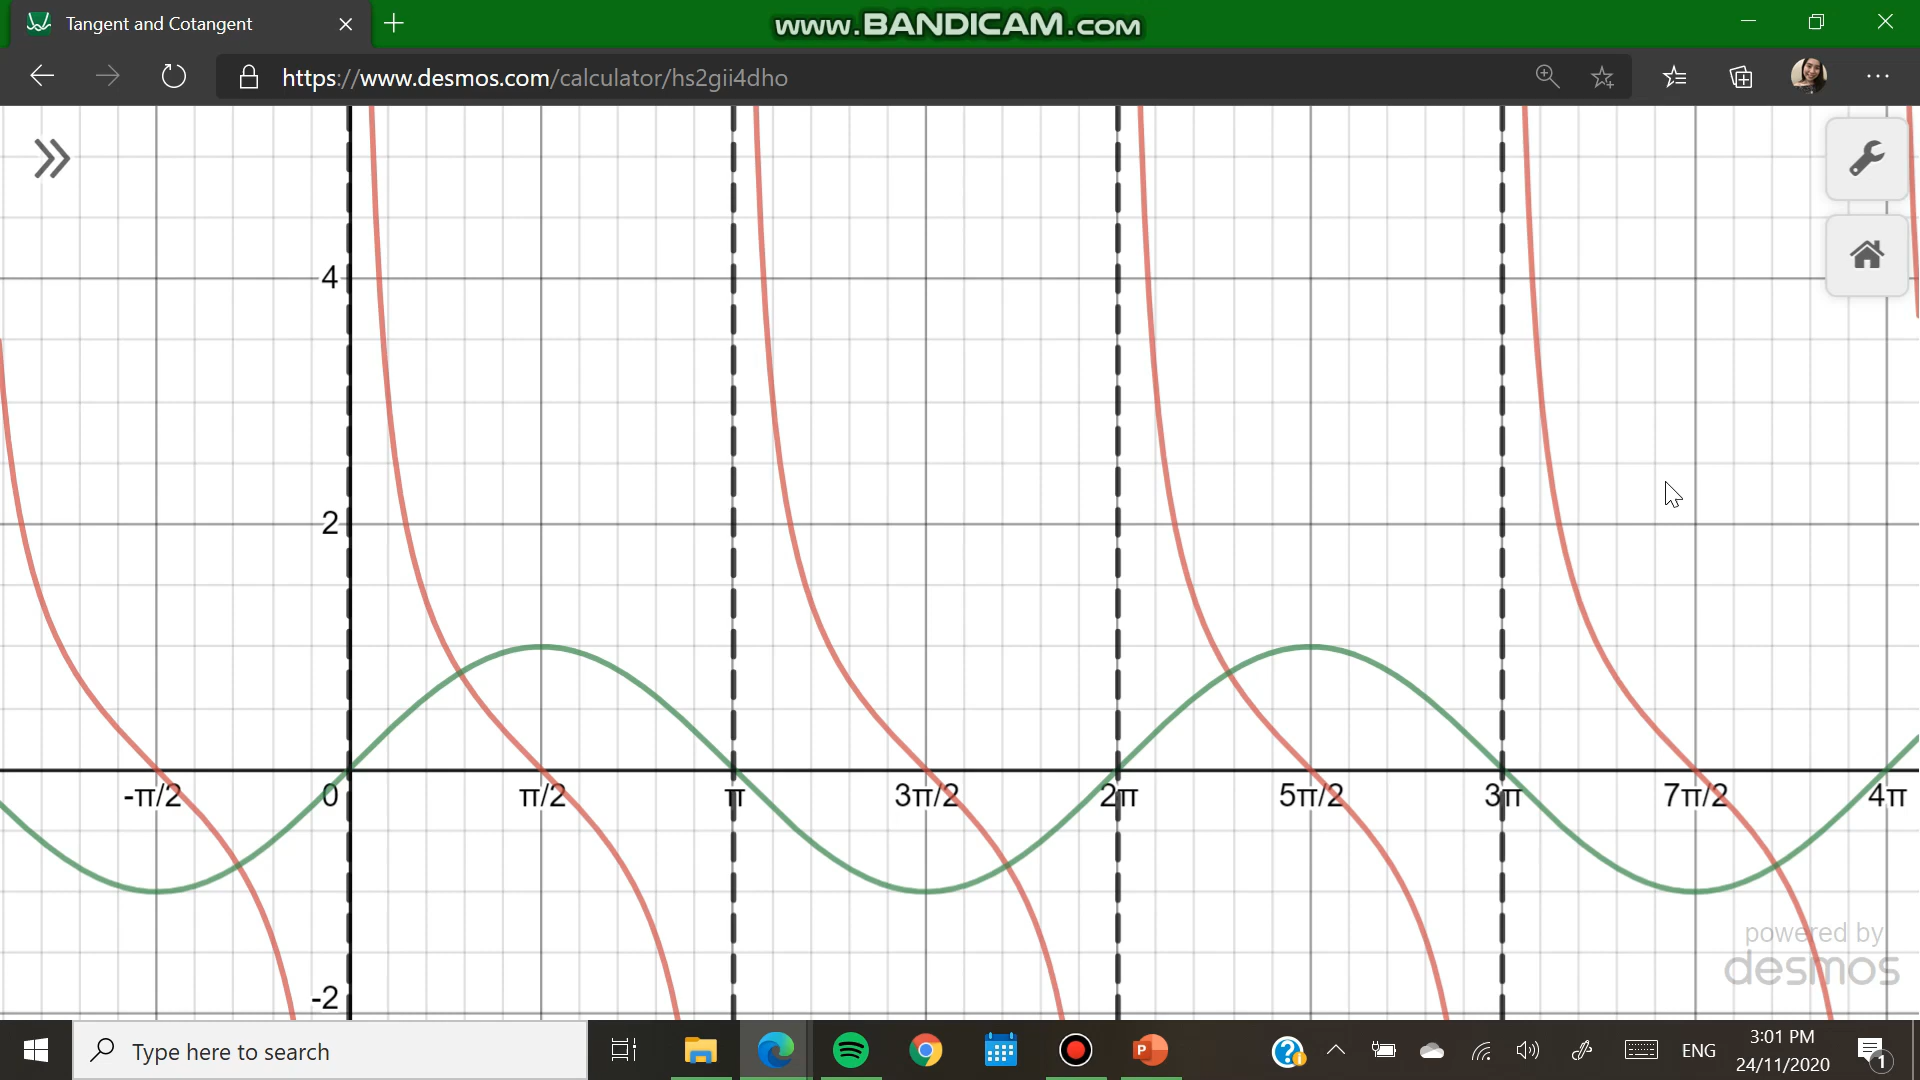 Tangent and Cotangent
www.BANDICAM.com
https://www.desmos.com/calculator/hs2gii4dho
4
2
-π/2
0
π/2
π
3π/2
2π
5π/2
3π
7π/2
4π
-2
powered by
desmos
Type here to search
ENG
3:01 PM
24/11/2020
1